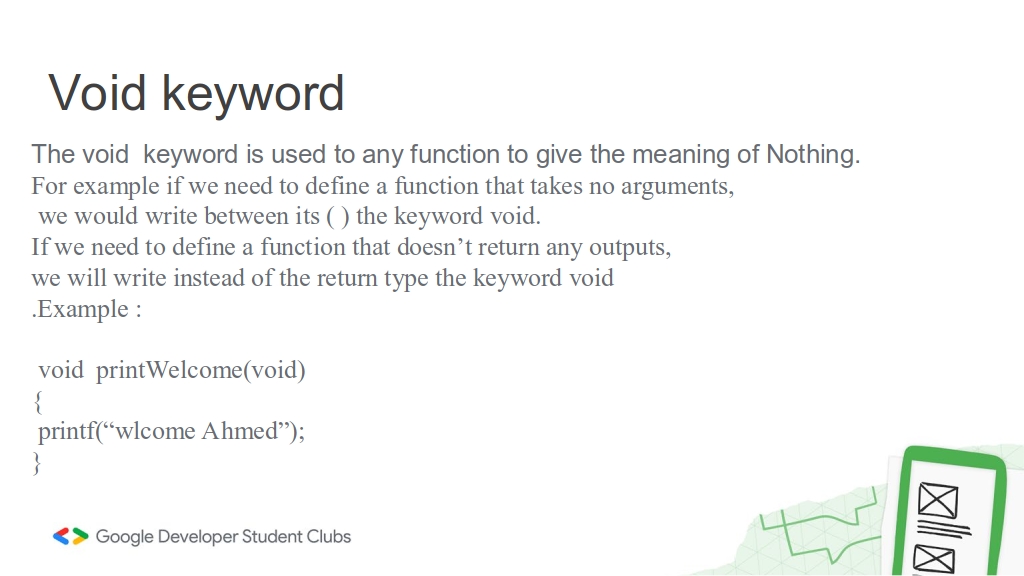 Void keyword
The void  keyword is used to any function to give the meaning of Nothing.
For example if we need to define a function that takes no arguments,
we would write between its ( ) the keyword void.
If we need to define a function that doesn’t return any outputs,
we will write instead of the return type the keyword void
.Example :
void  printWelcome(void)
{
printf(“wlcome Ahmed”);
}
Google Developer Student Clubs